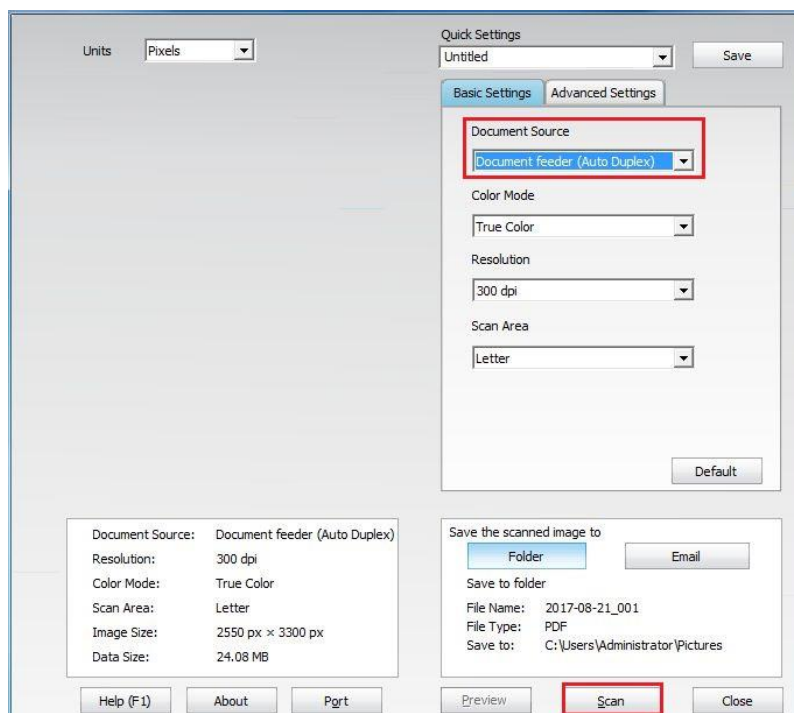 Units Pixels
Quick Settings
Untitled Save
Basic Settings Advanced Settings
Document Source
Document feeder (Auto Duplex)
Color Mode
True Color
Resolution
300 dpi
Scan Area
Letter
Default
Document Source: Document feeder (Auto Duplex)
Resolution: 300 dpi
Color Mode: True Color
Scan Area: Letter
Image Size: 2550 px × 3300 px
Data Size: 24.08 MB
Save the scanned image to
Folder Email
Save to folder
File Name: 2017-08-21_001
File Type: PDF
Save to: C:\Users\Administrator\Pictures
Help (F1) About Port Preview Scan Close